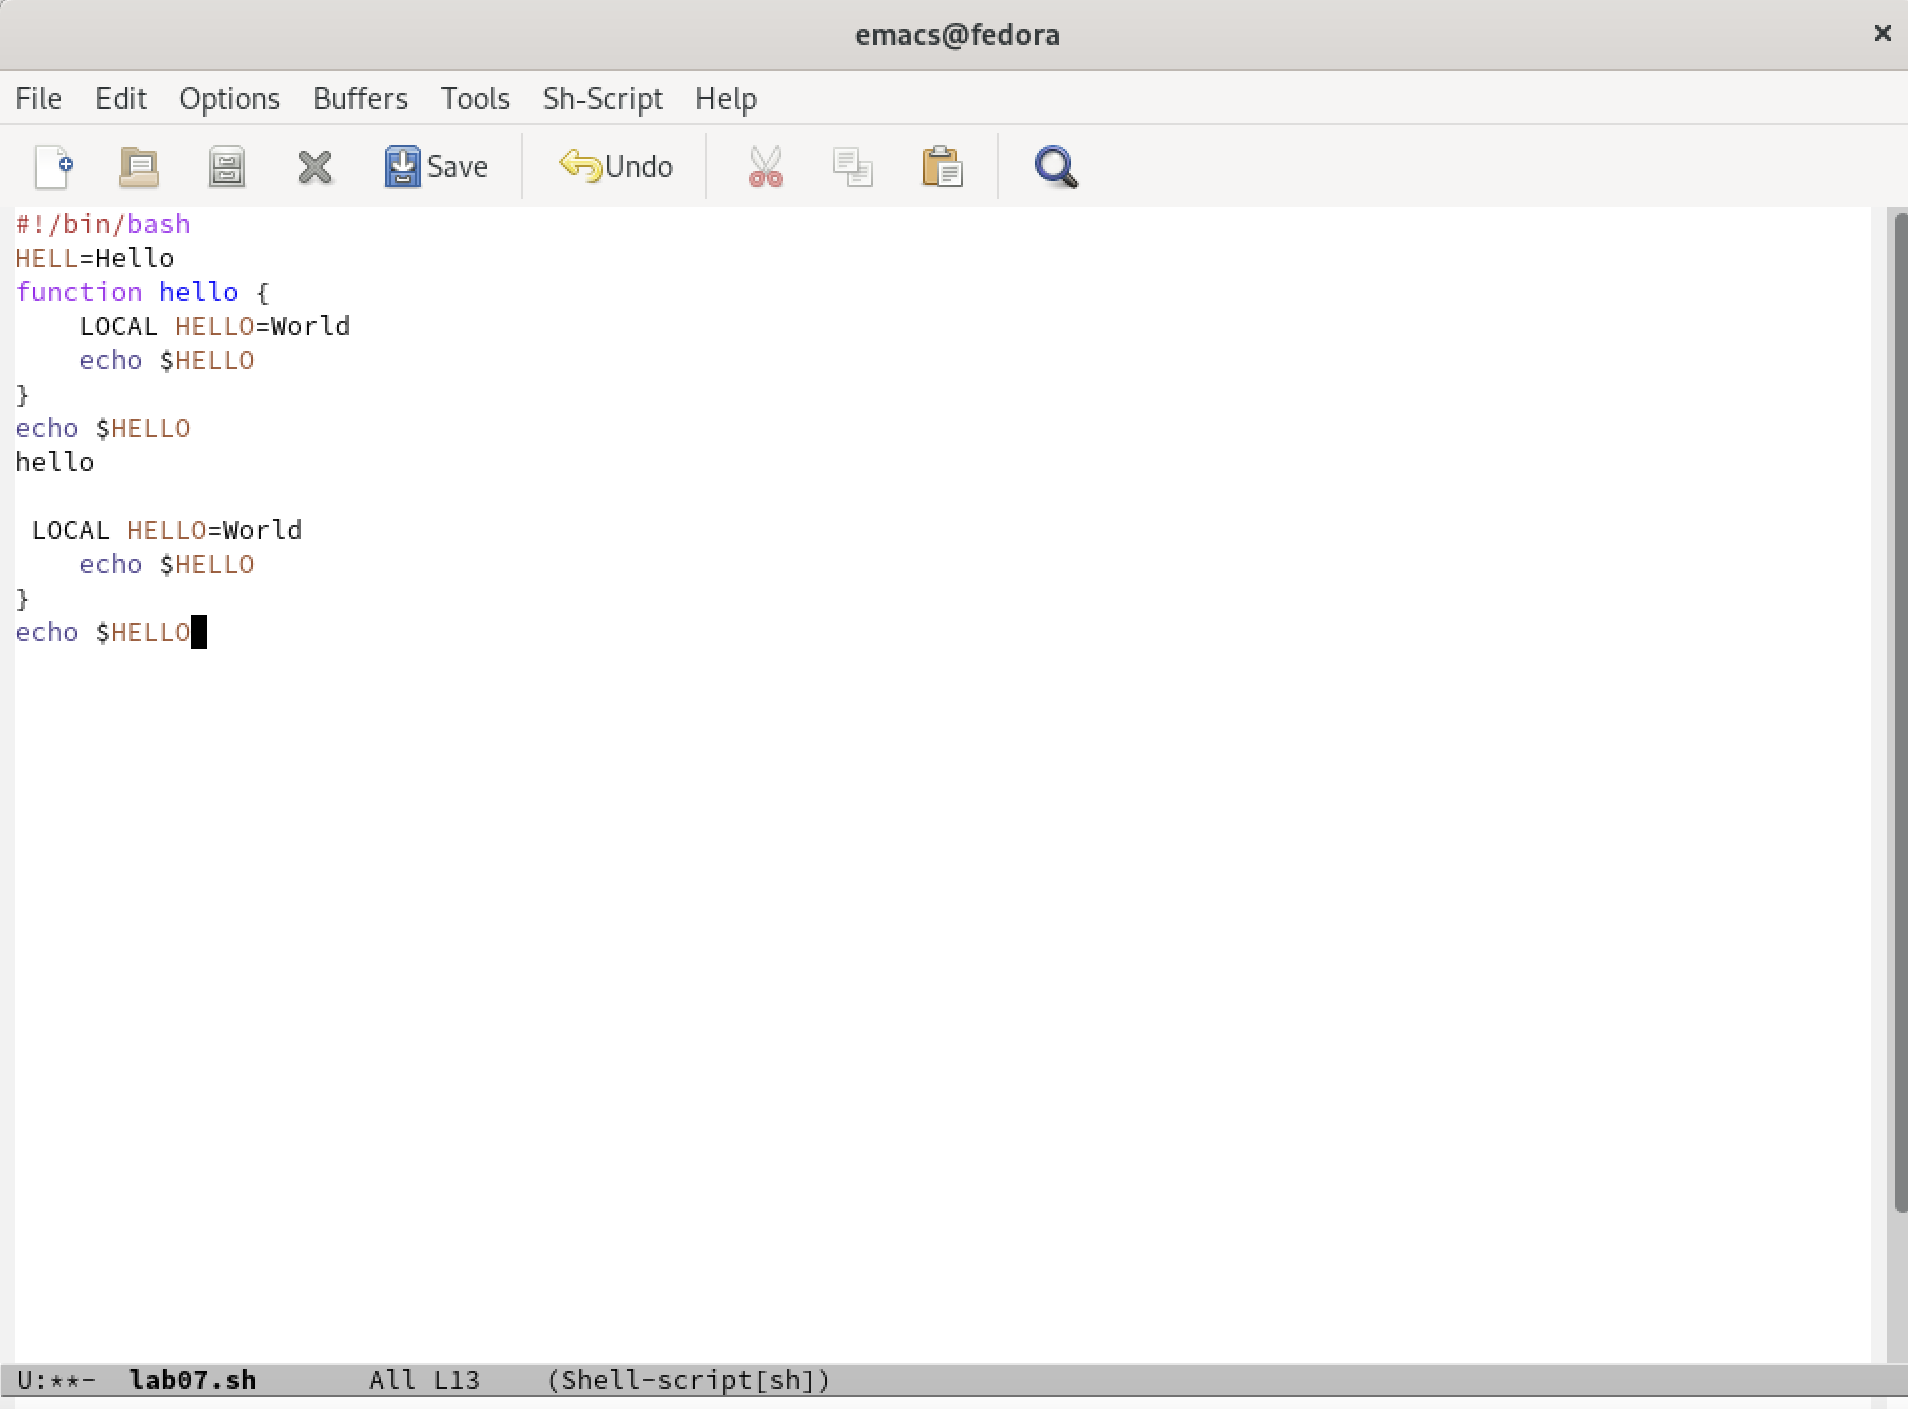 emacs@fedora
File Edit Options Buffers Tools Sh-Script Help
Save Undo
#!/bin/bash
HELL=Hello
function hello {
    LOCAL HELLO=World
    echo $HELLO
}
echo $HELLO
hello

 LOCAL HELLO=World
    echo $HELLO
}
echo $HELLO
U:**-  lab07.sh       All L13    (Shell-script[sh])